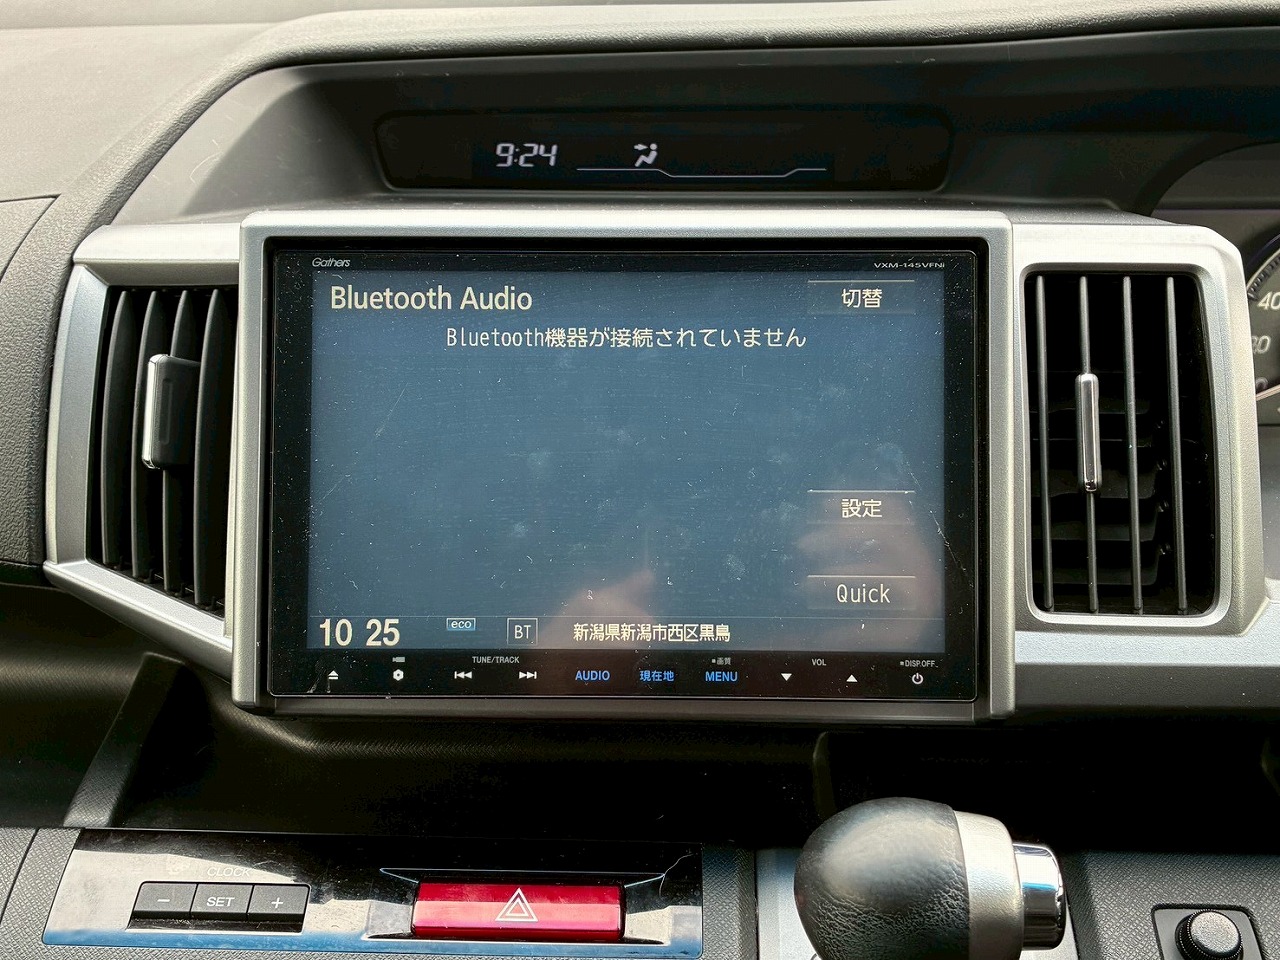 9:24
Gathers
VXM-145VFNi
Bluetooth Audio
切替
Bluetooth機器が接続されていません
設定
Quick
10 25
eco
BT
新潟県新潟市西区黒鳥
TUNE/TRACK
画質
VOL
DISP.OFF
AUDIO
現在地
MENU
CLOCK
− SET +
40